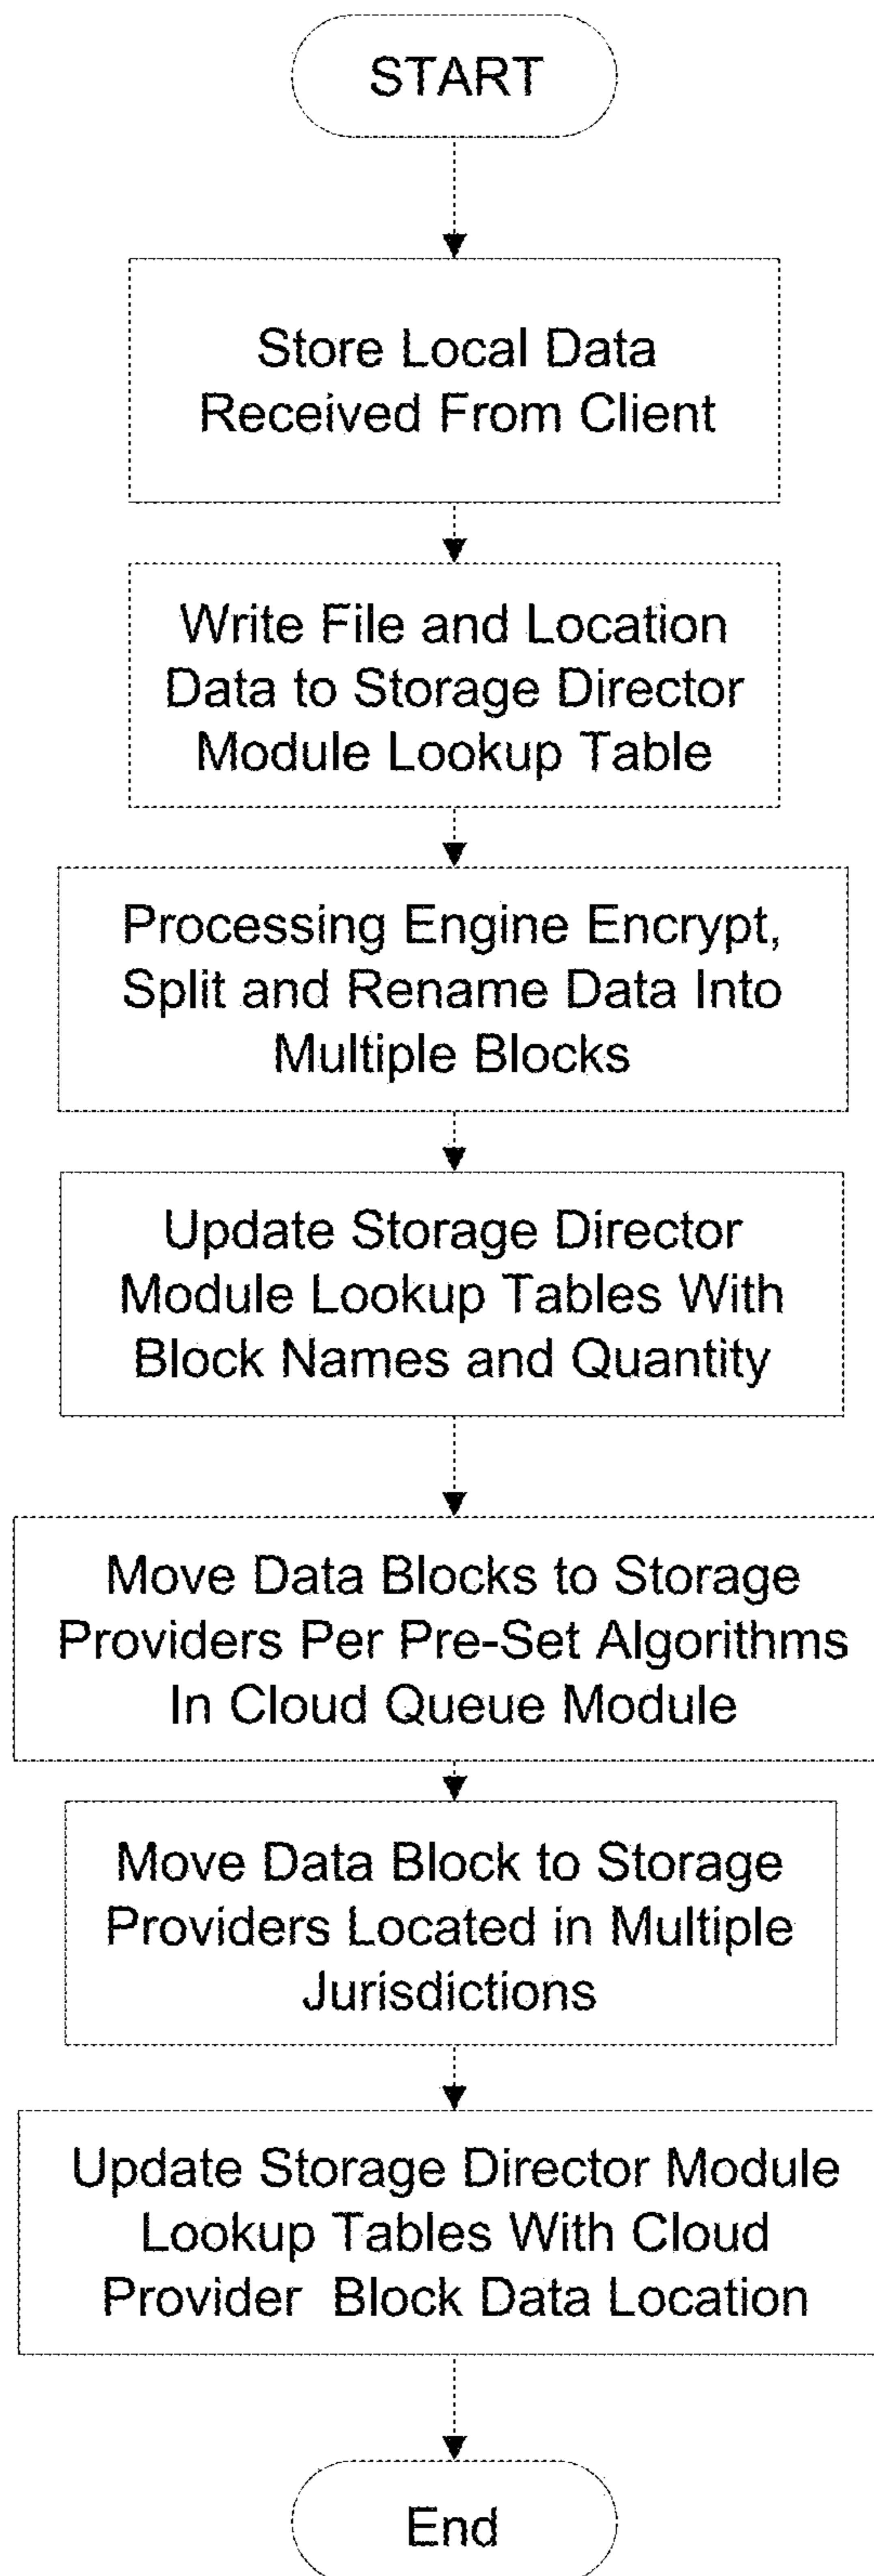 START
Store Local Data
Received From Client
Write File and Location
Data to Storage Director
Module Lookup Table
Processing Engine Encrypt,
Split and Rename Data Into
Multiple Blocks
Update Storage Director
Module Lookup Tables With
Block Names and Quantity
Move Data Blocks to Storage
Providers Per Pre-Set Algorithms
In Cloud Queue Module
Move Data Block to Storage
Providers Located in Multiple
Jurisdictions
Update Storage Director Module
Lookup Tables With Cloud
Provider Block Data Location
End